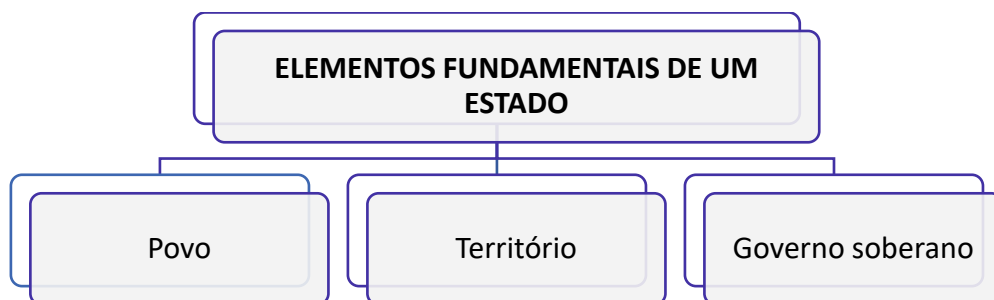 ELEMENTOS FUNDAMENTAIS DE UM
ESTADO
Povo
Território
Governo soberano